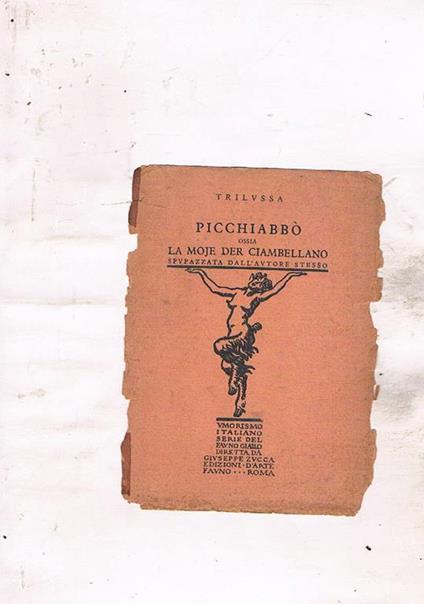 TRILVSSA
PICCHIABBÒ
OSSIA
LA MOJE DER CIAMBELLANO
SPVPAZZATA DALL'AVTORE STESSO
VMORISMO
ITALIANO
SERIE DEL
FAVNO GIALLO
DIRETTA DA
GIVSEPPE ZVCCA
EDIZIONI·D'ARTE
FAVNO···ROMA